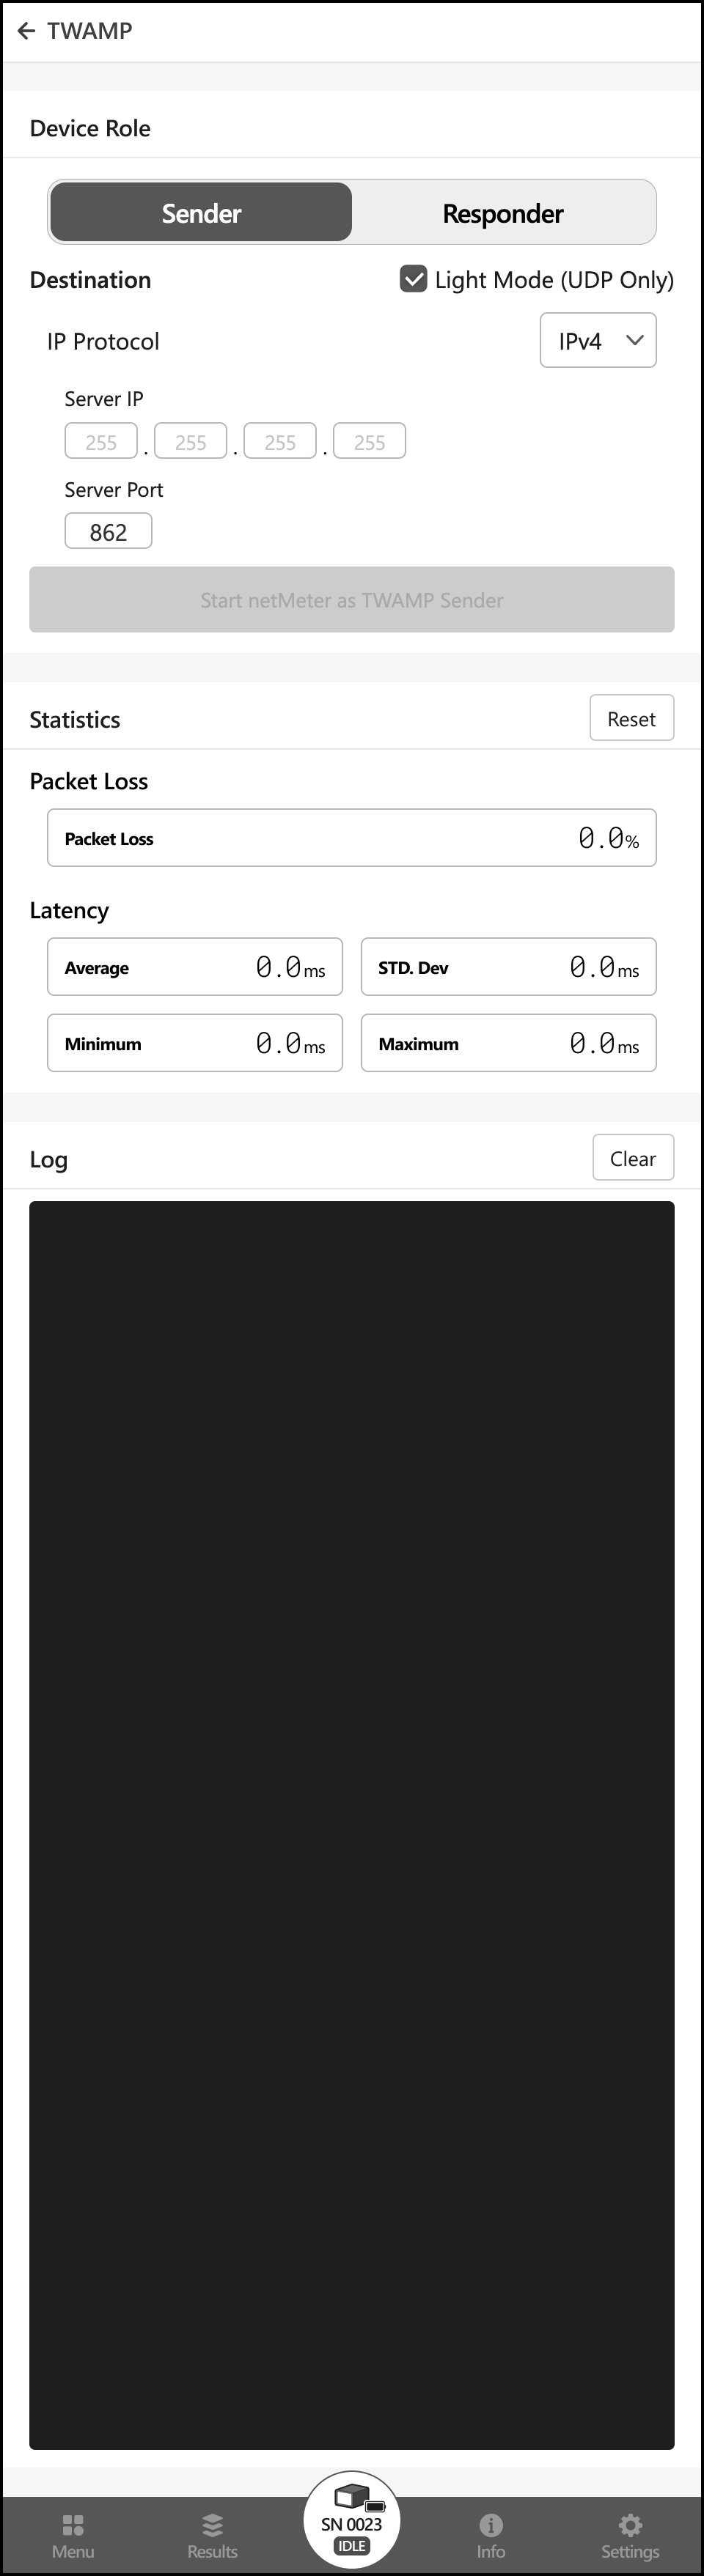 TWAMP
Device Role
Sender Responder
Destination Light Mode (UDP Only)
IP Protocol IPv4
Server IP
255 . 255 . 255 . 255
Server Port
862
Start netMeter as TWAMP Sender
Statistics Reset
Packet Loss
Packet Loss 0.0%
Latency
Average 0.0ms STD. Dev 0.0ms
Minimum 0.0ms Maximum 0.0ms
Log Clear
SN 0023
IDLE
Menu Results Info Settings